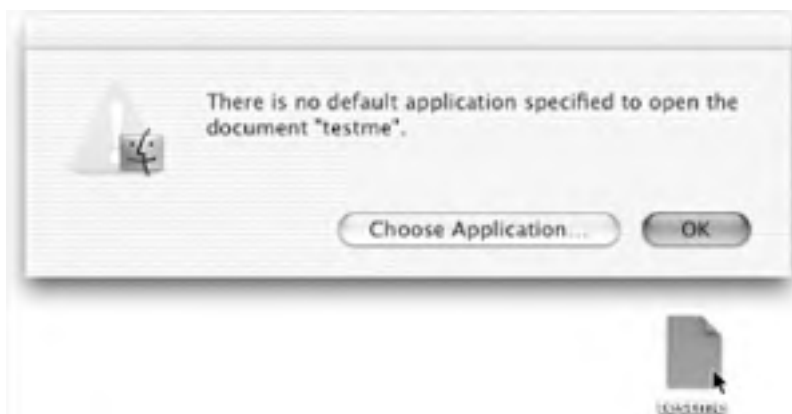 There is no default application specified to open the
document "testme".
Choose Application...
OK